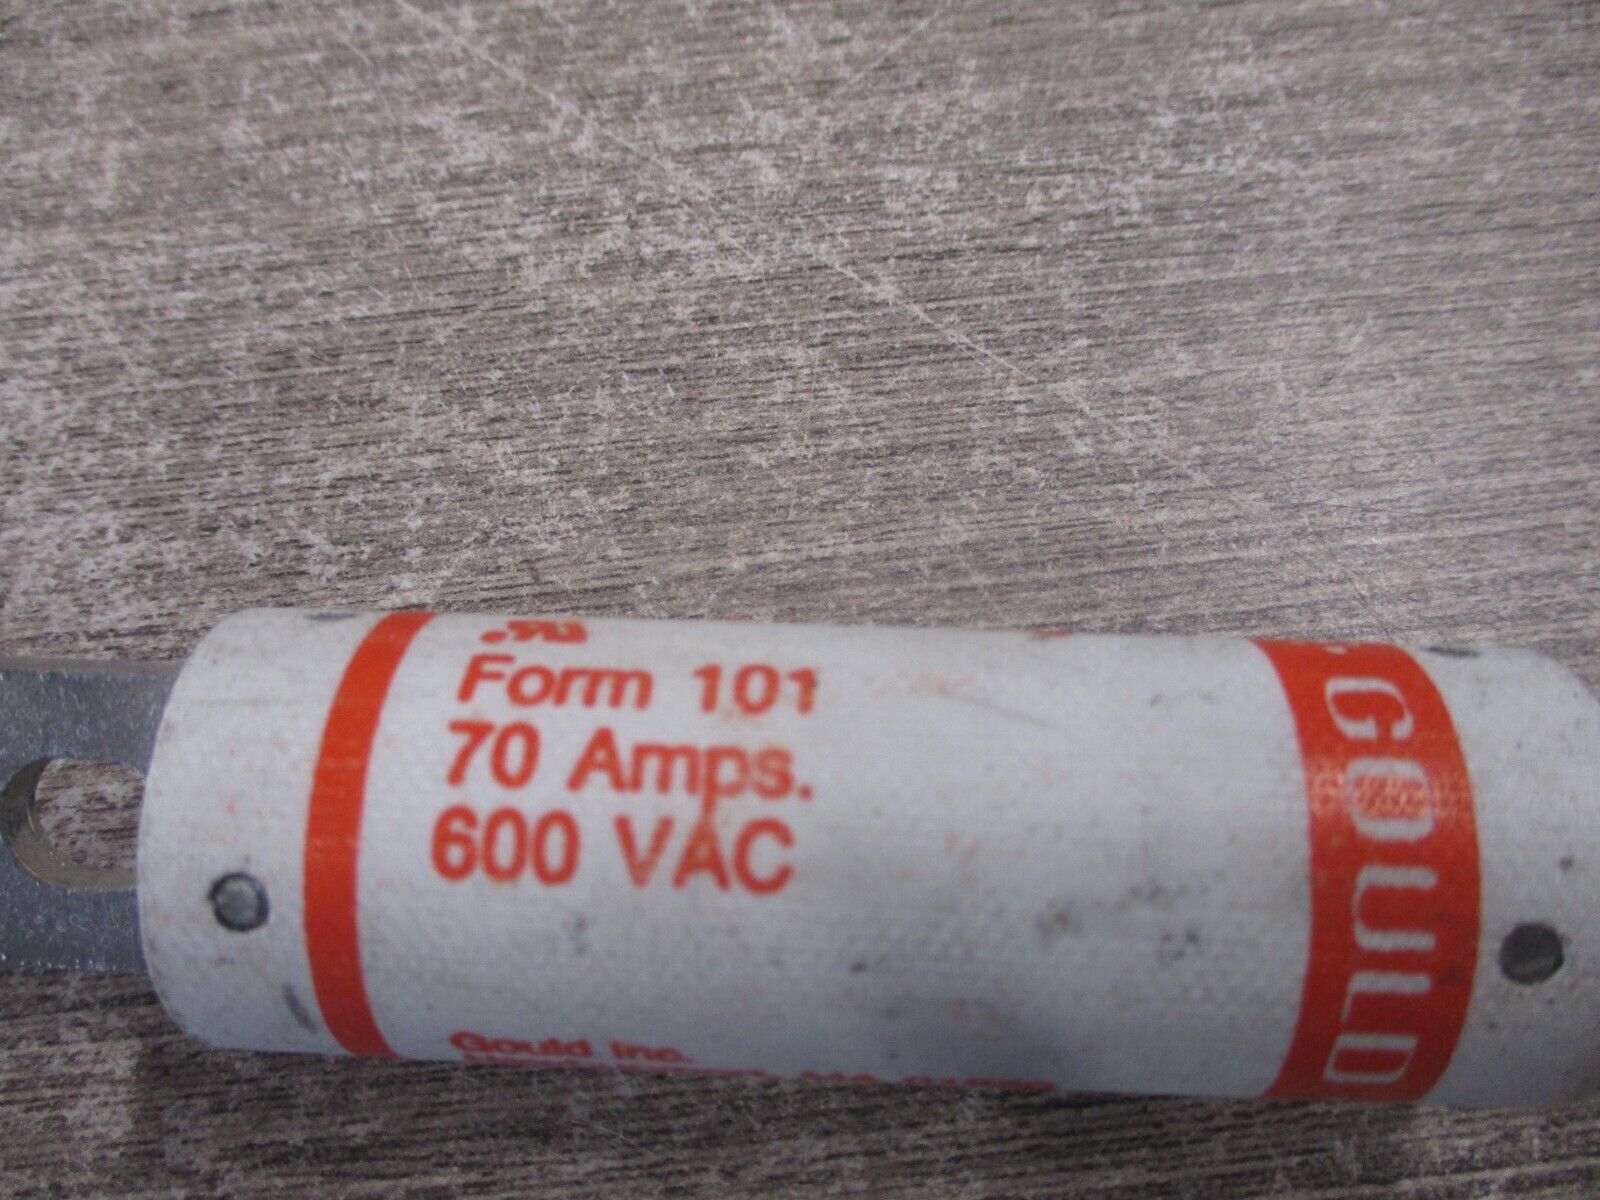 Form 101
70 Amps.
600 VAC
Gould Inc.
GOULD